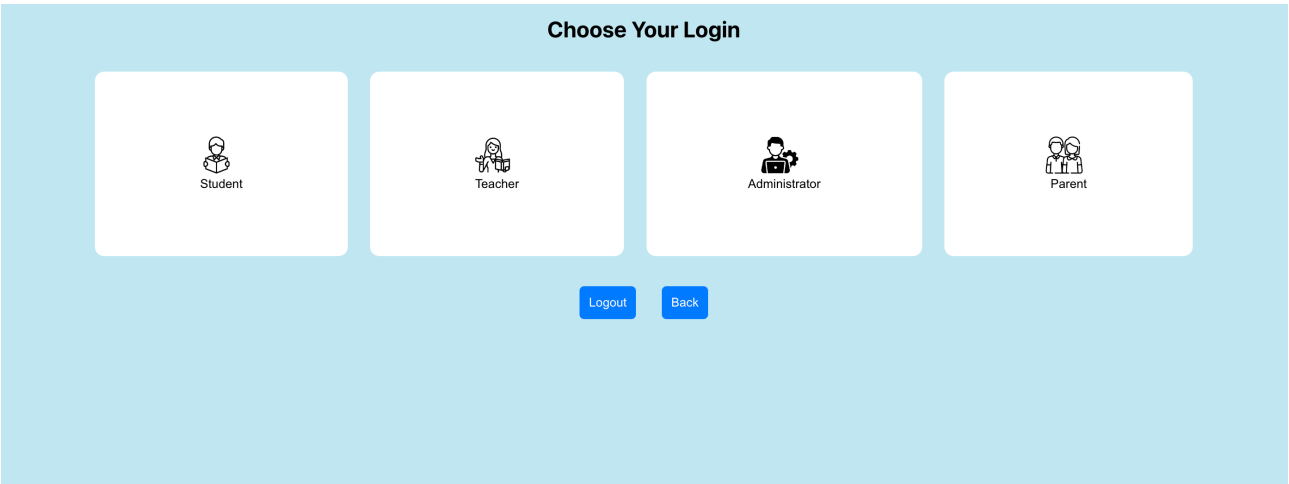 Choose Your Login
Student
Teacher
Administrator
Parent
Logout
Back